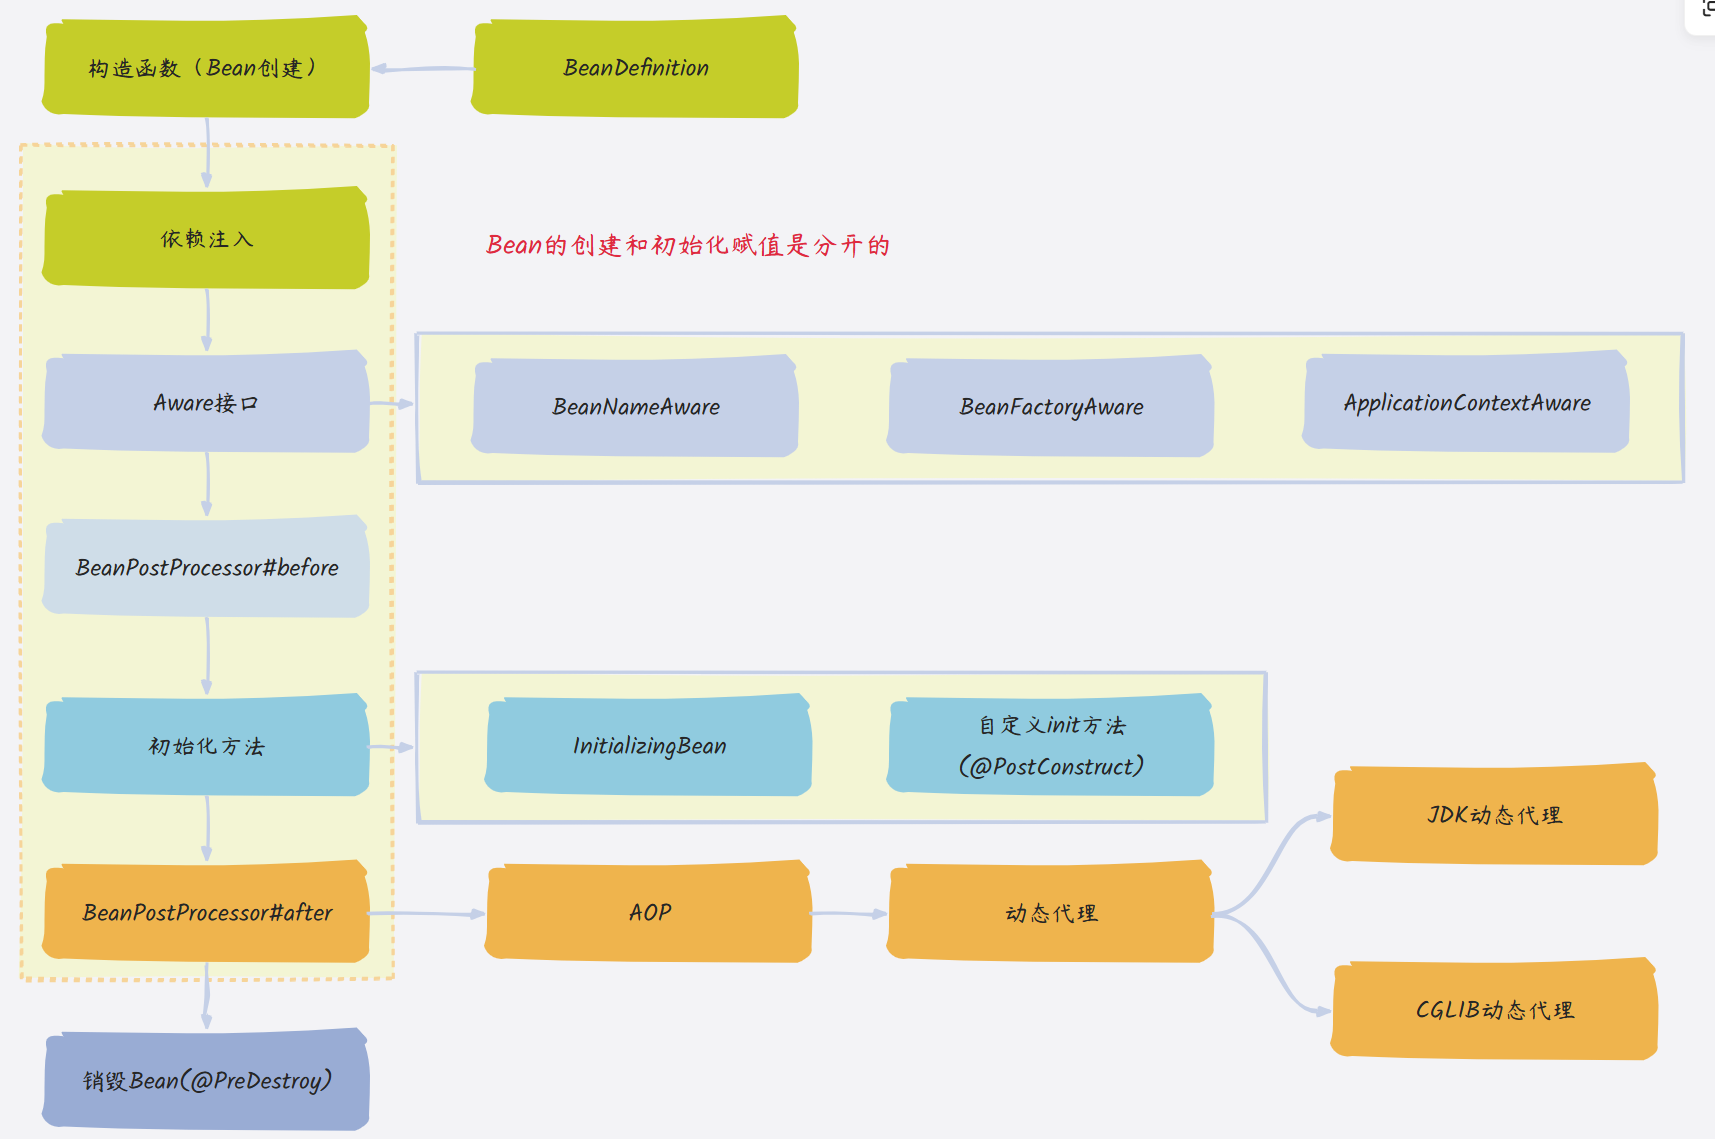 构造函数（Bean创建）
BeanDefinition
依赖注入
Bean的创建和初始化赋值是分开的
Aware接口
BeanNameAware
BeanFactoryAware
ApplicationContextAware
BeanPostProcessor#before
初始化方法
InitializingBean
自定义init方法
(@PostConstruct)
JDK动态代理
BeanPostProcessor#after
AOP
动态代理
CGLIB动态代理
销毁Bean(@PreDestroy)